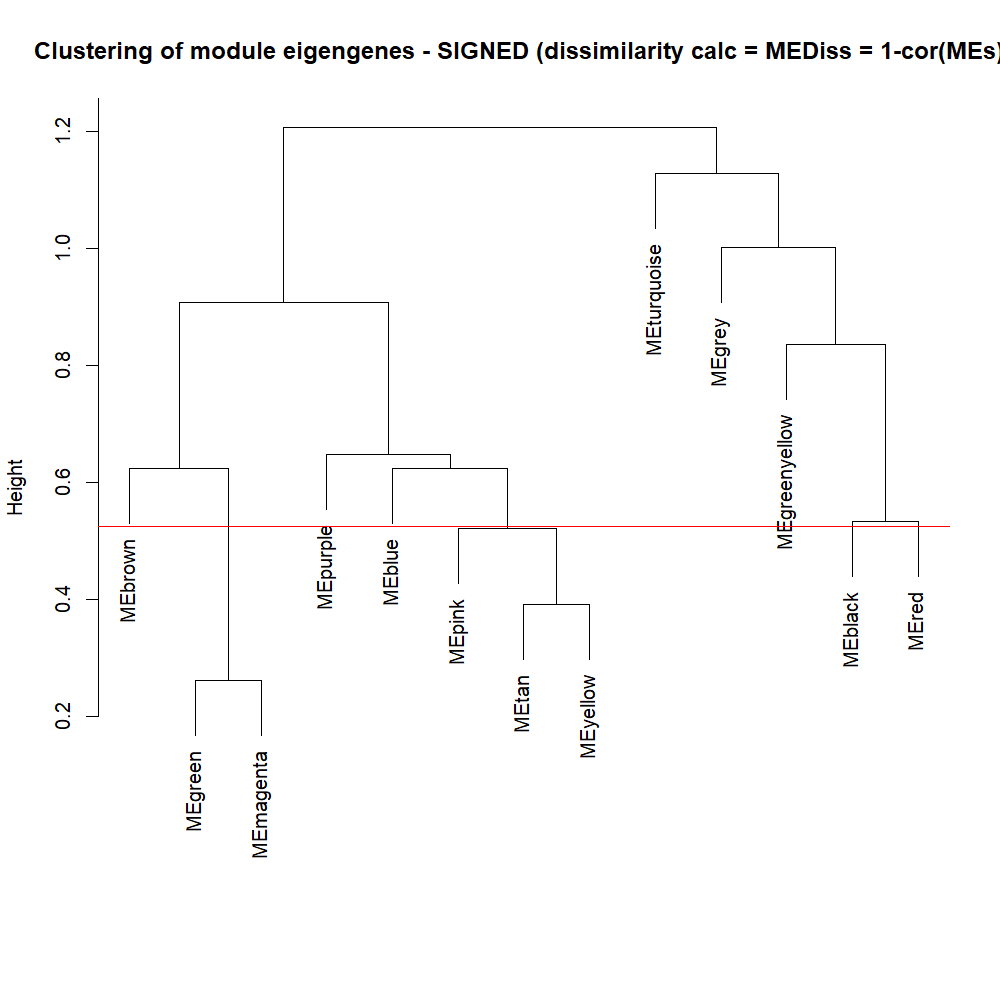 Clustering of module eigengenes - SIGNED (dissimilarity calc = MEDiss = 1-cor(MEs)
Height
1.2
1.0
0.8
0.6
0.4
0.2
MEbrown
MEgreen
MEmagenta
MEpurple
MEblue
MEpink
MEtan
MEyellow
MEturquoise
MEgrey
MEgreenyellow
MEblack
MEred